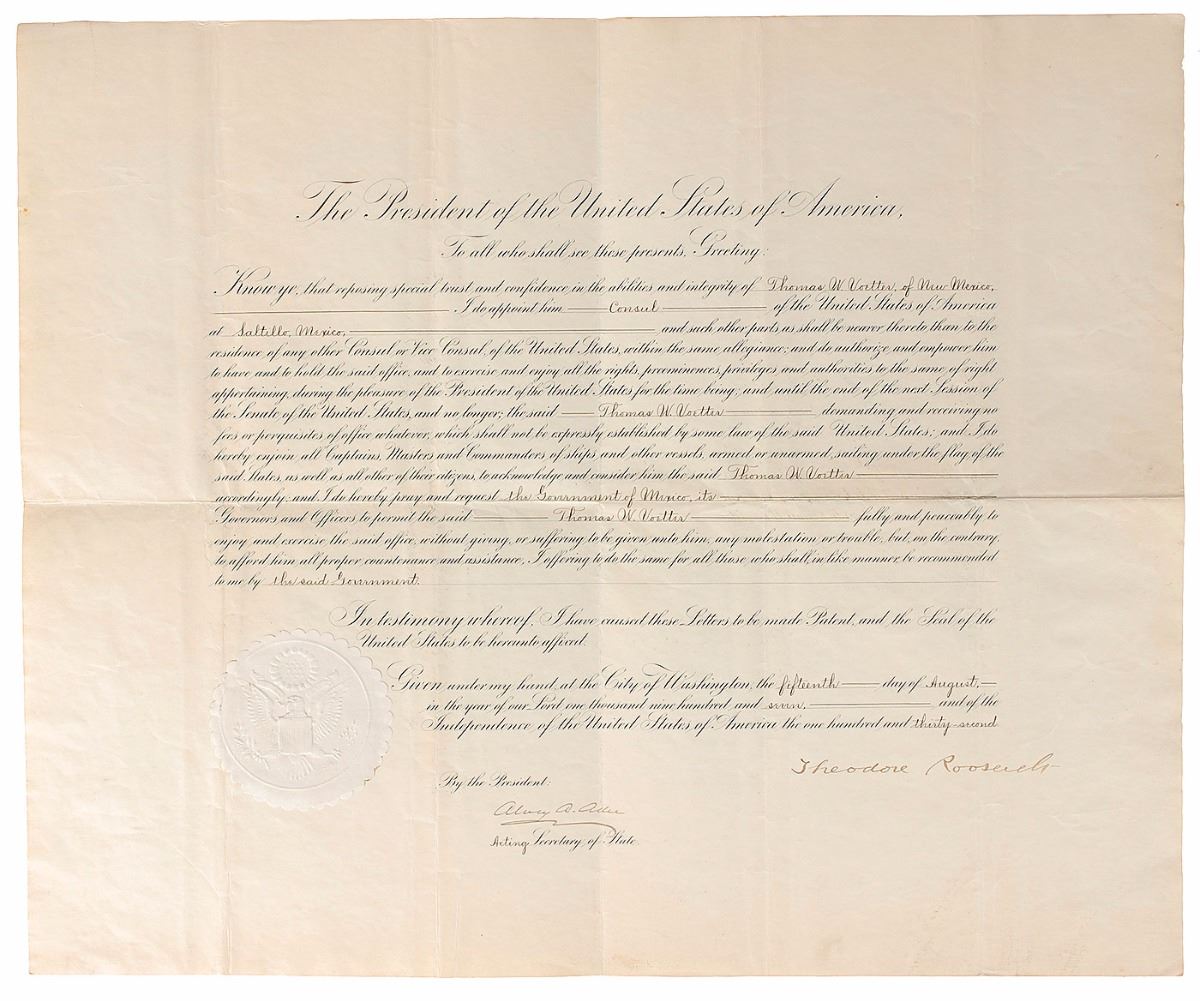 The President of the United States of America,
To all who shall see these presents, Greeting:
Know ye, that reposing special trust and confidence in the abilities and integrity of Thomas W. Voetter, of New Mexico,
I do appoint him Consul of the United States of America
at Saltillo, Mexico, and such other parts as shall be nearer thereto than to the
residence of any other Consul or Vice Consul, of the United States, within the same allegiance; and do authorize and empower him
to have and to hold the said office, and to exercise and enjoy all the rights, preeminences, privileges and authorities to the same of right
appertaining, during the pleasure of the President of the United States for the time being; and until the end of the next Session of
the Senate of the United States, and no longer; the said Thomas W. Voetter demanding and receiving no
fees or perquisites of office whatever, which shall not be expressly established by some law of the said United States; and I do
hereby enjoin all Captains, Masters and Commanders of ships and other vessels, armed or unarmed, sailing under the flag of the
said States, as well as all other of their citizens, to acknowledge and consider him the said Thomas W. Voetter
accordingly; and I do hereby pray and request the Government of Mexico, its
Governors and Officers to permit the said Thomas W. Voetter fully and peaceably to
enjoy and exercise the said office, without giving, or suffering to be given unto him, any molestation or trouble, but, on the contrary,
to afford him all proper countenance and assistance, I offering to do the same for all those who shall, in like manner, be recommended
to me by the said Government.
In testimony whereof, I have caused these Letters to be made Patent, and the Seal of the
United States to be hereunto affixed.
Given under my hand, at the City of Washington, the fifteenth day of August,
in the year of our Lord one thousand nine hundred, and seven, and of the
Independence of the United States of America the one hundred and thirty-second
Theodore Roosevelt
By the President:
Alvey A. Adee
Acting Secretary of State.